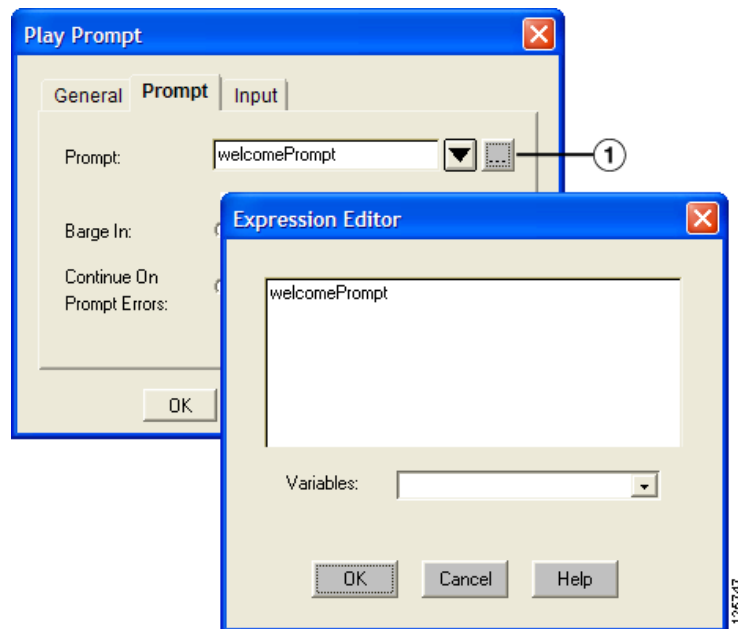 Play Prompt
General Prompt Input
Prompt: welcomePrompt ...
1
Barge In:
Continue On
Prompt Errors:
OK
Expression Editor
welcomePrompt
Variables:
OK Cancel Help
125747